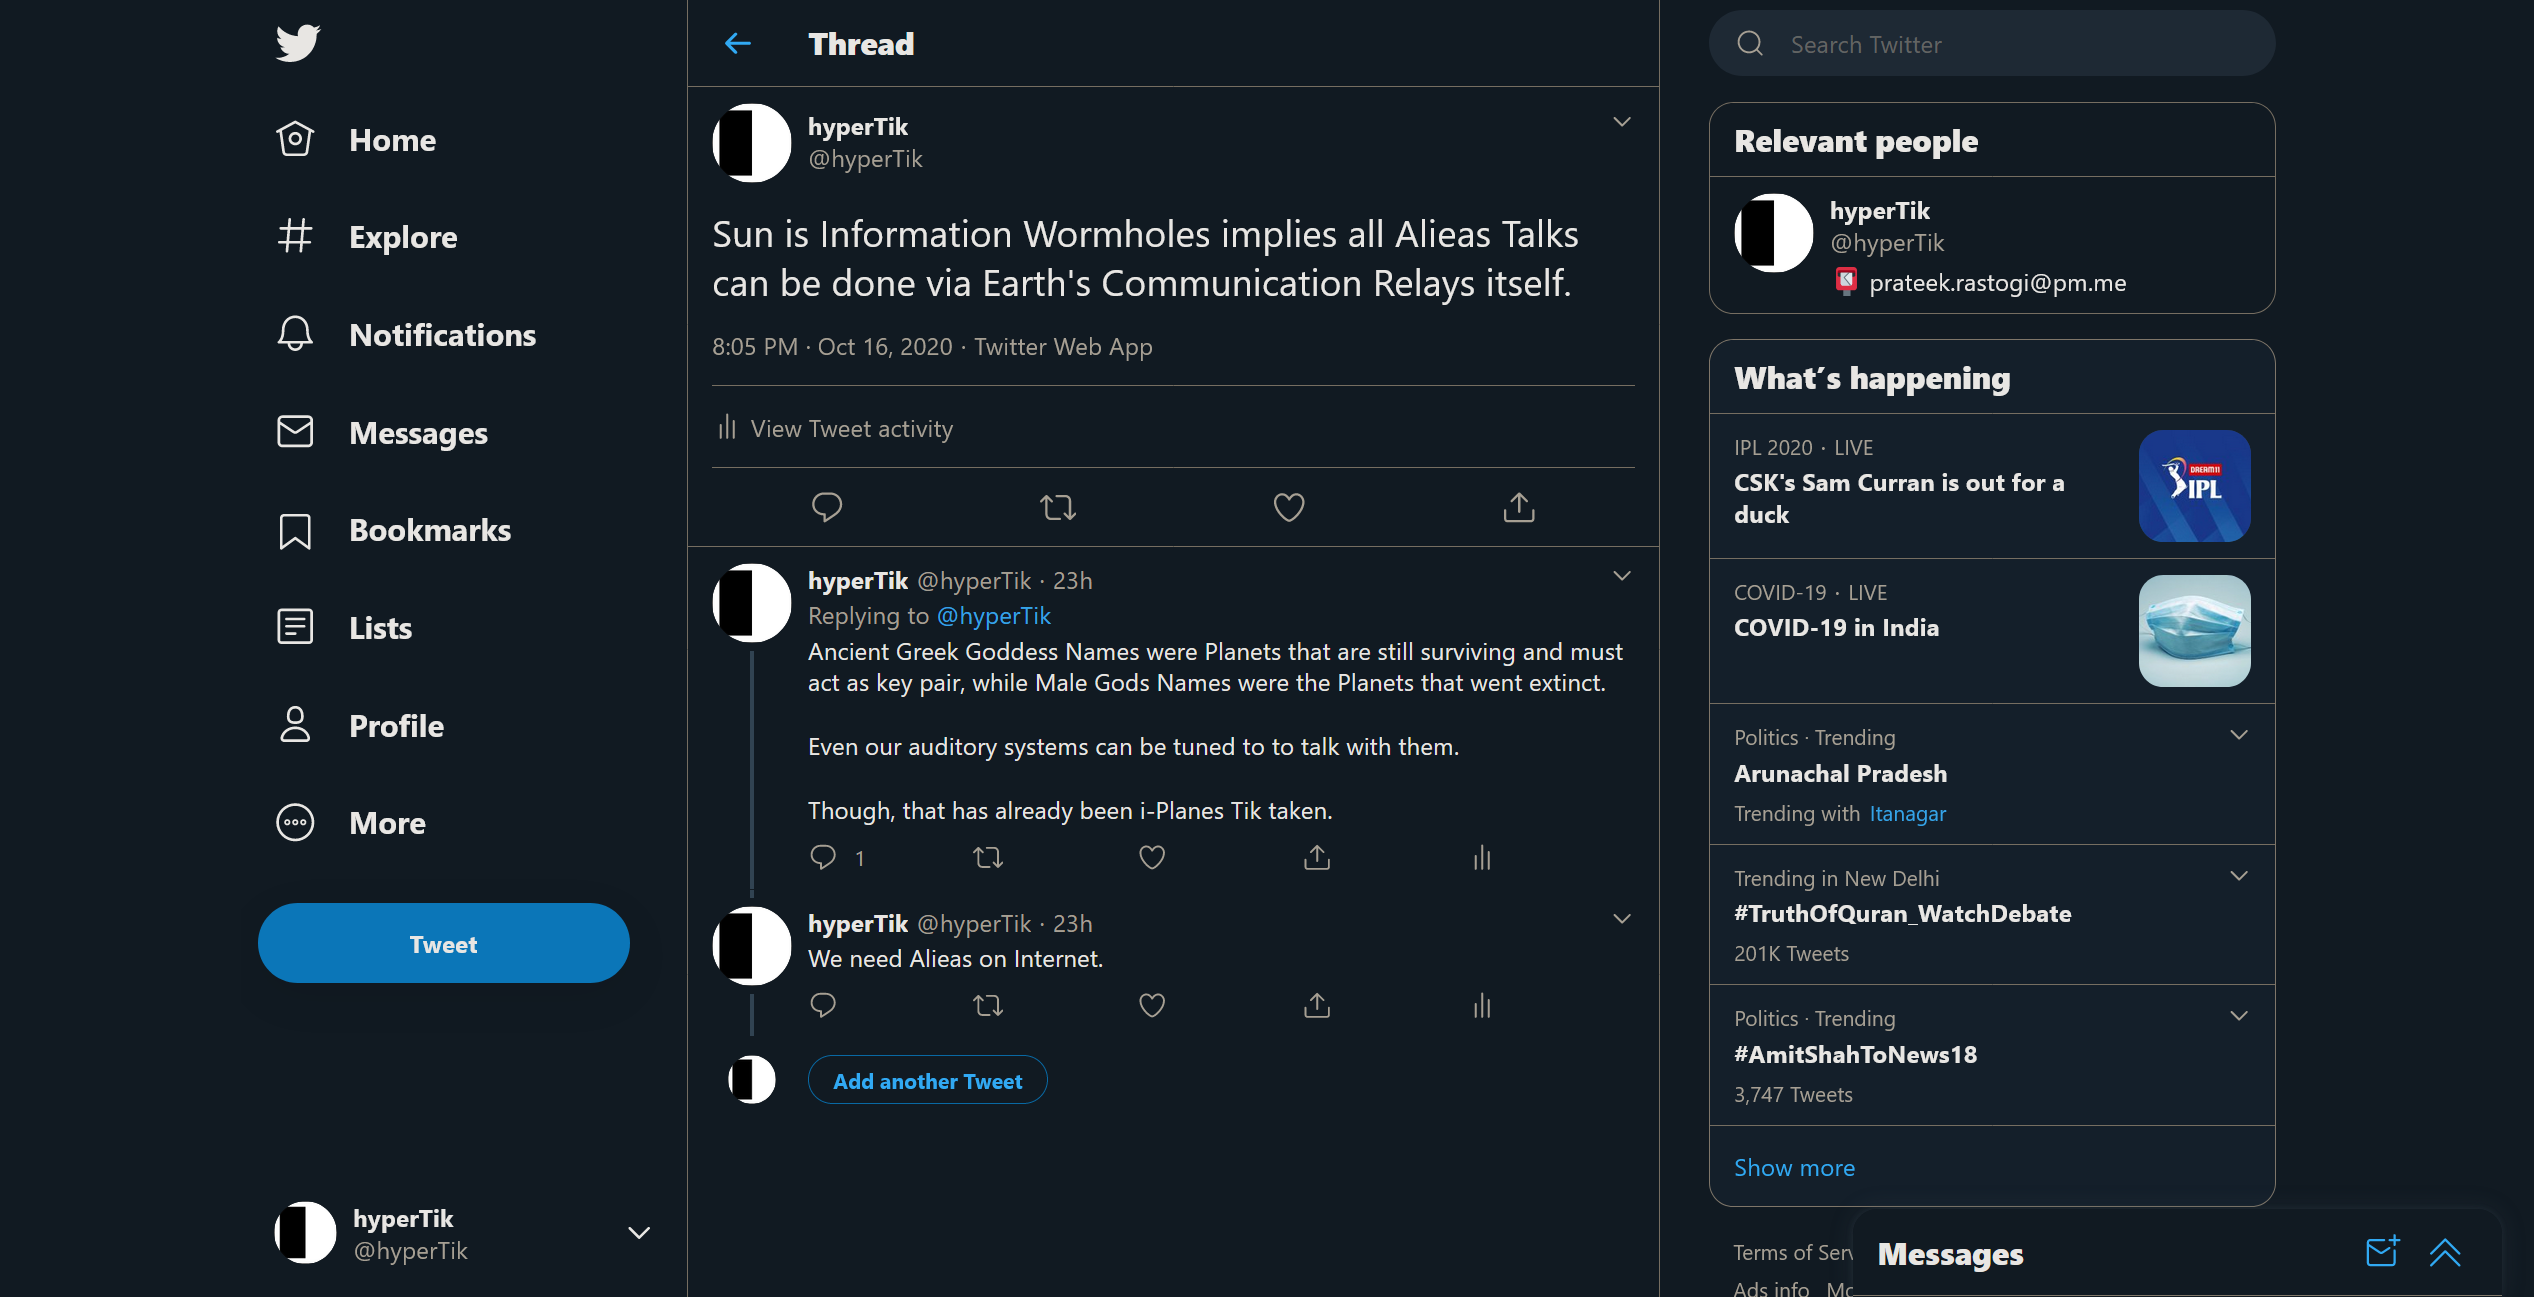 Home
Explore
Notifications
Messages
Bookmarks
Lists
Profile
More
Tweet
hyperTik
@hyperTik
Thread
hyperTik
@hyperTik
Sun is Information Wormholes implies all Alieas Talks
can be done via Earth's Communication Relays itself.
8:05 PM · Oct 16, 2020 · Twitter Web App
View Tweet activity
hyperTik @hyperTik · 23h
Replying to @hyperTik
Ancient Greek Goddess Names were Planets that are still surviving and must
act as key pair, while Male Gods Names were the Planets that went extinct.
Even our auditory systems can be tuned to to talk with them.
Though, that has already been i-Planes Tik taken.
1
hyperTik @hyperTik · 23h
We need Alieas on Internet.
Add another Tweet
Search Twitter
Relevant people
hyperTik
@hyperTik
prateek.rastogi@pm.me
What's happening
IPL 2020 · LIVE
CSK's Sam Curran is out for a
duck
DREAM11
IPL
COVID-19 · LIVE
COVID-19 in India
Politics · Trending
Arunachal Pradesh
Trending with Itanagar
Trending in New Delhi
#TruthOfQuran_WatchDebate
201K Tweets
Politics · Trending
#AmitShahToNews18
3,747 Tweets
Show more
Terms of Serv
Ads info Mo
Messages